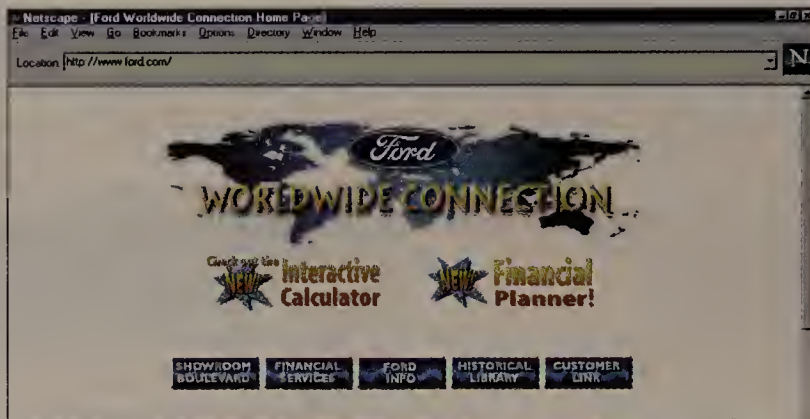 Netscape - [Ford Worldwide Connection Home Page]
File Edit View Go Bookmarks Options Directory Window Help
Location http://www.ford.com/
N
Ford
WORLDWIDE CONNECTION
Check out the
NEW! Interactive Calculator
NEW! Financial Planner!
SHOWROOM BOULEVARD
FINANCIAL SERVICES
FORD INFO
HISTORICAL LIBRARY
CUSTOMER LINK